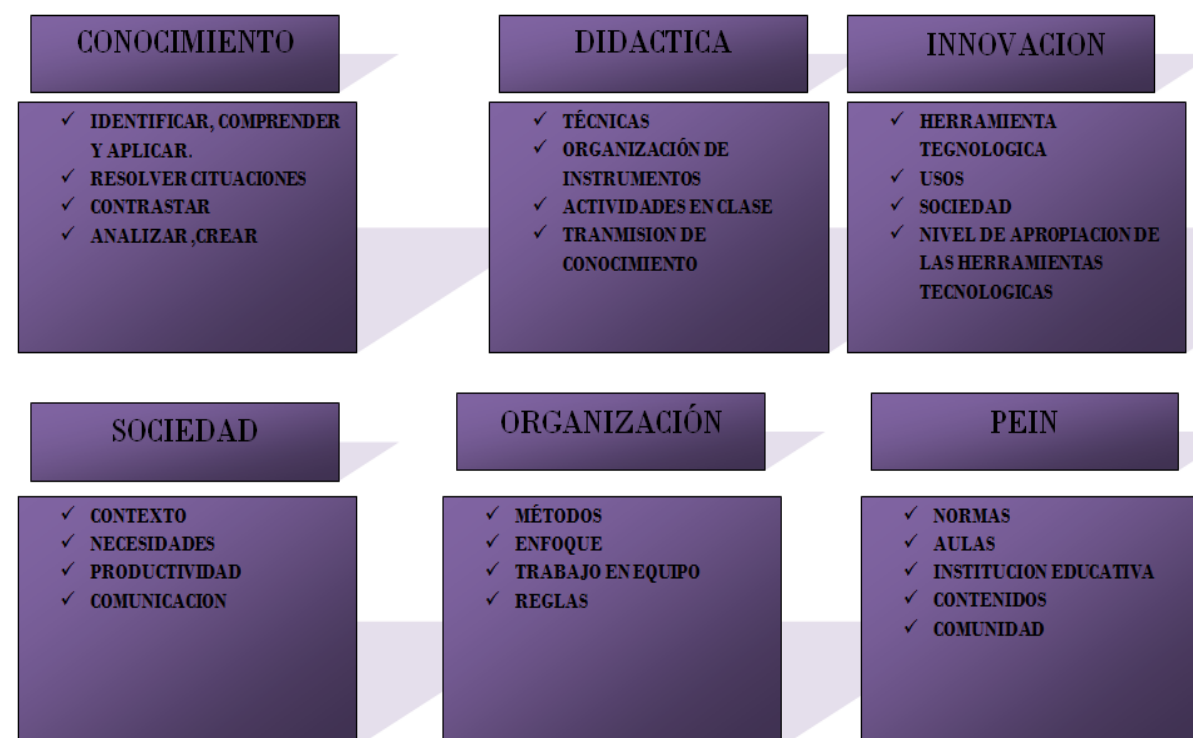 CONOCIMIENTO
✓ IDENTIFICAR, COMPRENDER
Y APLICAR.
✓ RESOLVER CITUACIONES
✓ CONTRASTAR
✓ ANALIZAR ,CREAR
DIDACTICA
✓ TÉCNICAS
✓ ORGANIZACIÓN DE
INSTRUMENTOS
✓ ACTIVIDADES EN CLASE
✓ TRANMISION DE
CONOCIMIENTO
INNOVACION
✓ HERRAMIENTA
TEGNOLOGICA
✓ USOS
✓ SOCIEDAD
✓ NIVEL DE APROPIACION DE
LAS HERRAMIENTAS
TECNOLOGICAS
SOCIEDAD
✓ CONTEXTO
✓ NECESIDADES
✓ PRODUCTIVIDAD
✓ COMUNICACION
ORGANIZACIÓN
✓ MÉTODOS
✓ ENFOQUE
✓ TRABAJO EN EQUIPO
✓ REGLAS
PEIN
✓ NORMAS
✓ AULAS
✓ INSTITUCION EDUCATIVA
✓ CONTENIDOS
✓ COMUNIDAD